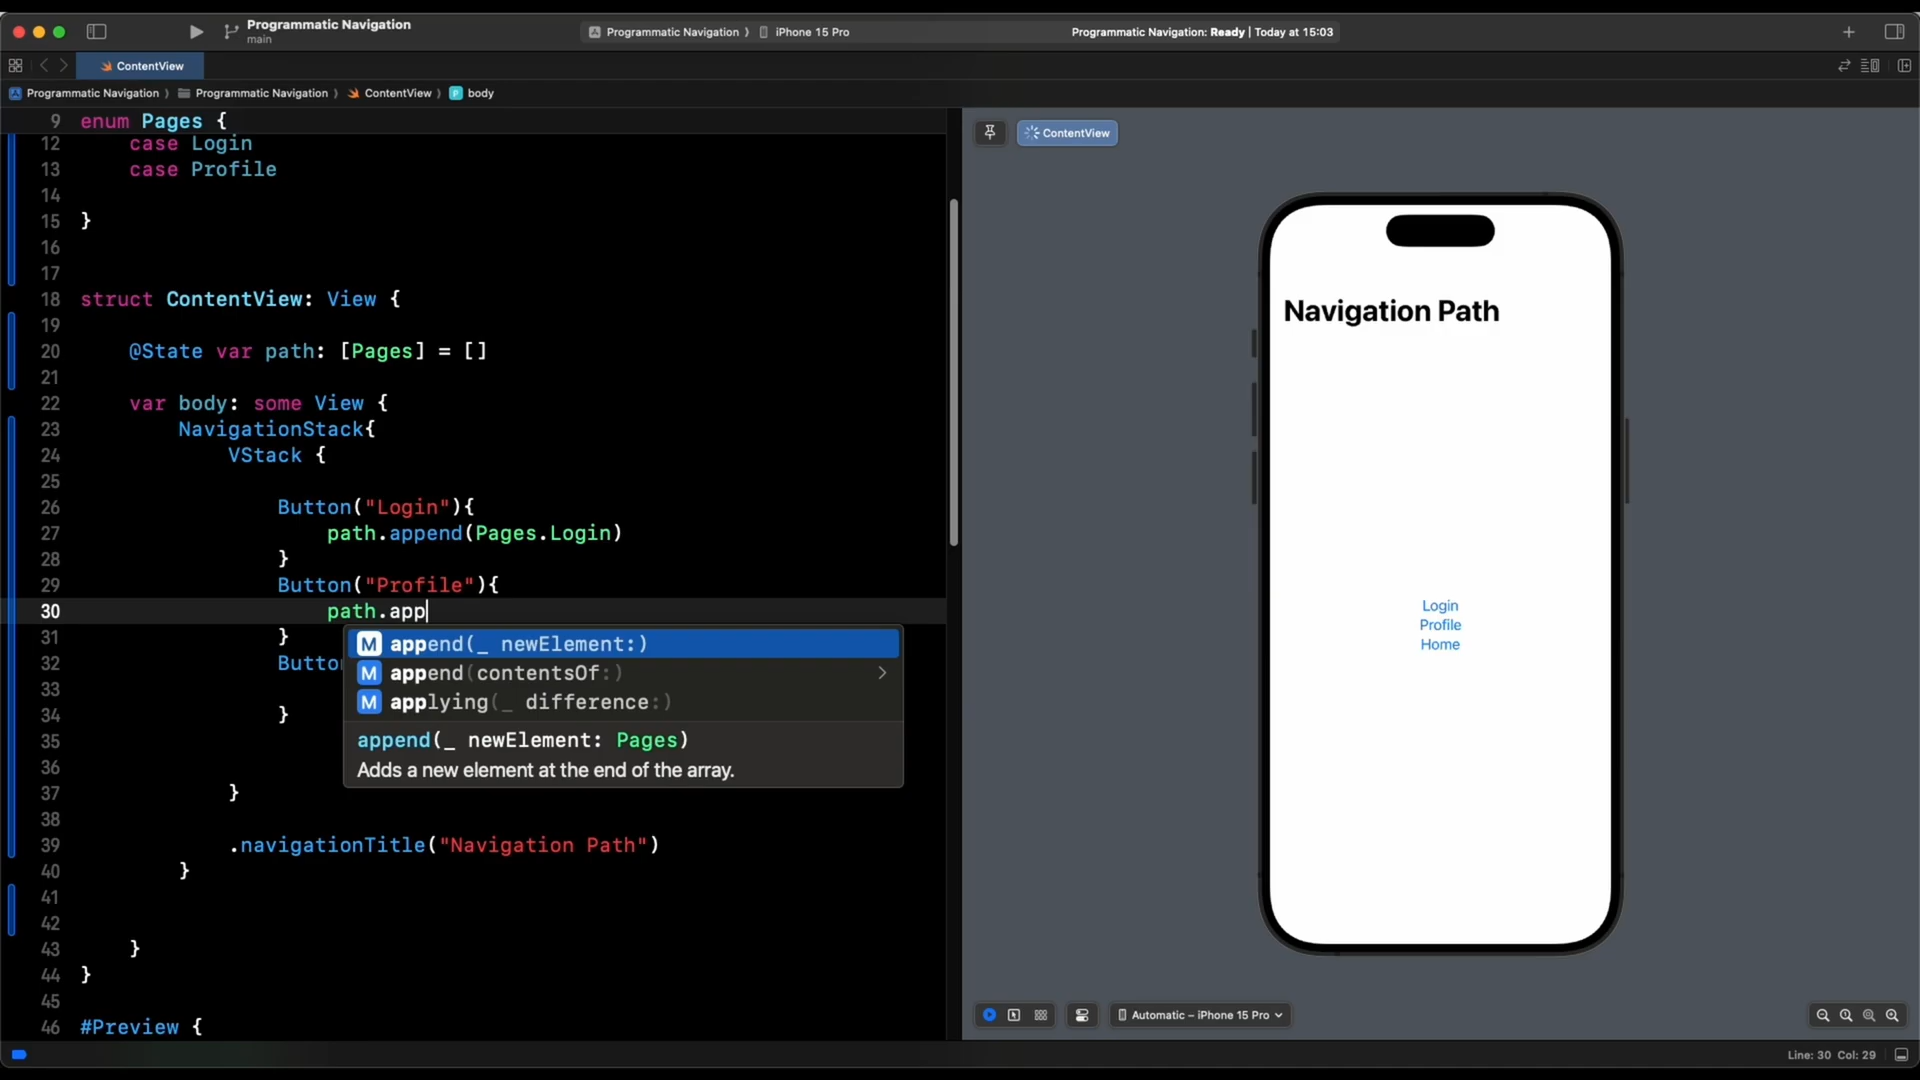 Programmatic Navigation
main
Programmatic Navigation
iPhone 15 Pro
Programmatic Navigation: Ready | Today at 15:03
ContentView
Programmatic Navigation
Programmatic Navigation
ContentView
P
body
9 enum Pages {
12 case Login
13 case Profile
14
15 }
16
17
18 struct ContentView: View {
19
20 @State var path: [Pages] = []
21
22 var body: some View {
23 NavigationStack{
24 VStack {
25
26 Button("Login"){
27 path.append(Pages.Login)
28 }
29 Button("Profile"){
30 path.app
31 }
32 Button
33
34 }
35
36
37 }
38
39 .navigationTitle("Navigation Path")
40 }
41
42
43 }
44 }
45
46 #Preview {
M append(_ newElement:)
M append(contentsOf:)
M applying(_ difference:)
append(_ newElement: Pages)
Adds a new element at the end of the array.
ContentView
Navigation Path
Login
Profile
Home
Automatic – iPhone 15 Pro
Line: 30 Col: 29